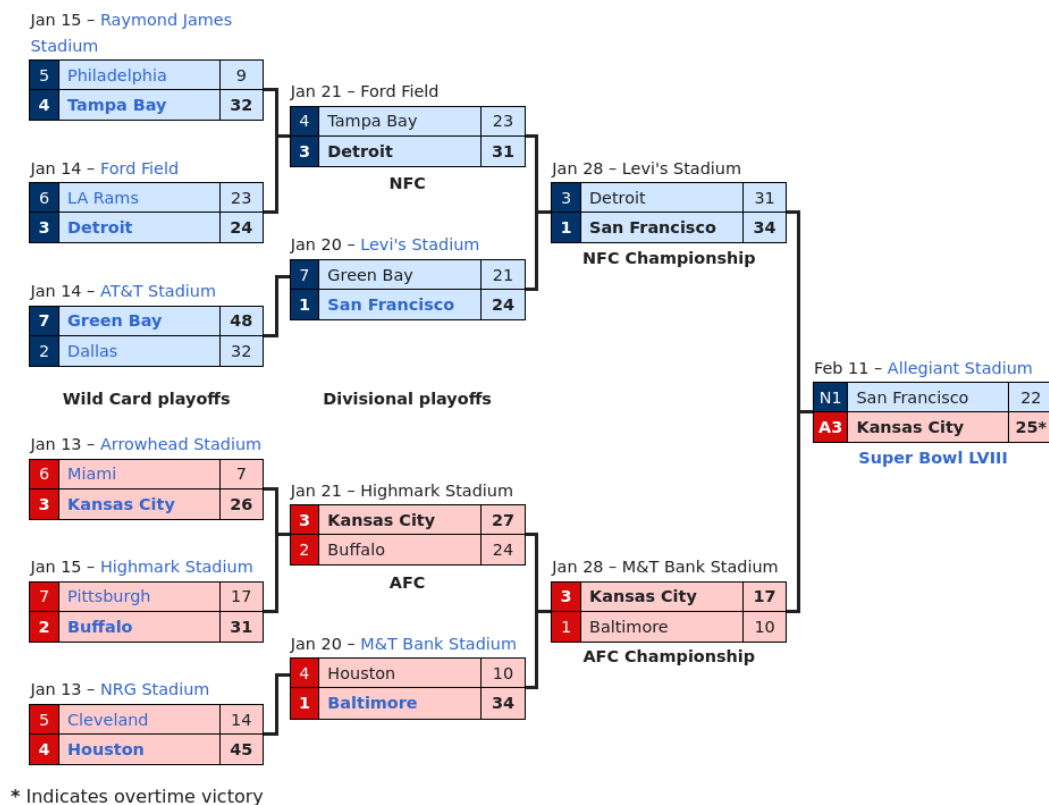 Jan 15 – Raymond James
Stadium
5 Philadelphia 9
4 Tampa Bay 32
Jan 14 – Ford Field
6 LA Rams 23
3 Detroit 24
Jan 14 – AT&T Stadium
7 Green Bay 48
2 Dallas 32
Wild Card playoffs
Jan 21 – Ford Field
4 Tampa Bay 23
3 Detroit 31
NFC
Jan 20 – Levi's Stadium
7 Green Bay 21
1 San Francisco 24
Divisional playoffs
Jan 28 – Levi's Stadium
3 Detroit 31
1 San Francisco 34
NFC Championship
Feb 11 – Allegiant Stadium
N1 San Francisco 22
A3 Kansas City 25*
Super Bowl LVIII
Jan 13 – Arrowhead Stadium
6 Miami 7
3 Kansas City 26
Jan 15 – Highmark Stadium
7 Pittsburgh 17
2 Buffalo 31
Jan 13 – NRG Stadium
5 Cleveland 14
4 Houston 45
Jan 21 – Highmark Stadium
3 Kansas City 27
2 Buffalo 24
AFC
Jan 20 – M&T Bank Stadium
4 Houston 10
1 Baltimore 34
Jan 28 – M&T Bank Stadium
3 Kansas City 17
1 Baltimore 10
AFC Championship
* Indicates overtime victory